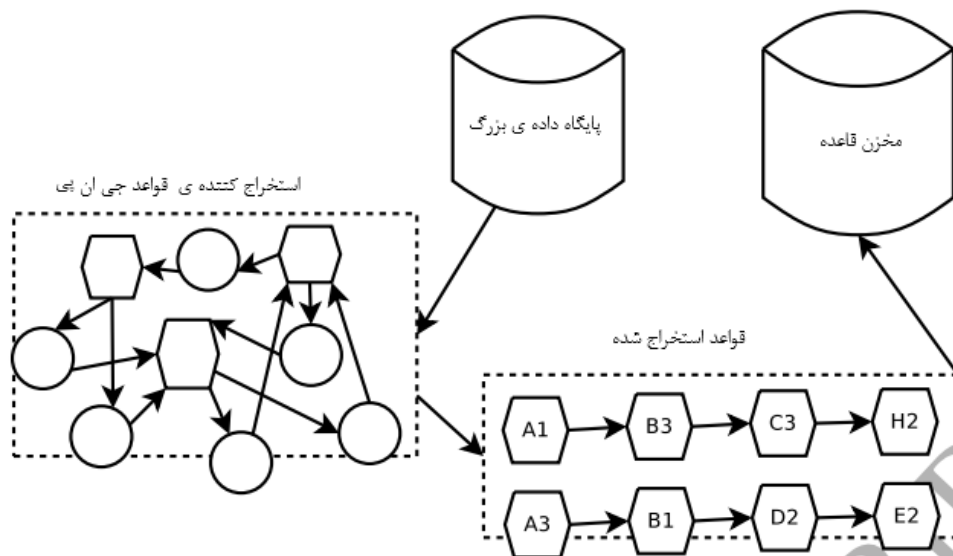 پایگاه داده ی بزرگ
مخزن قاعده
استخراج کننده ی قواعد جی ان پی
قواعد استخراج شده
A1 B3 C3 H2
A3 B1 D2 E2